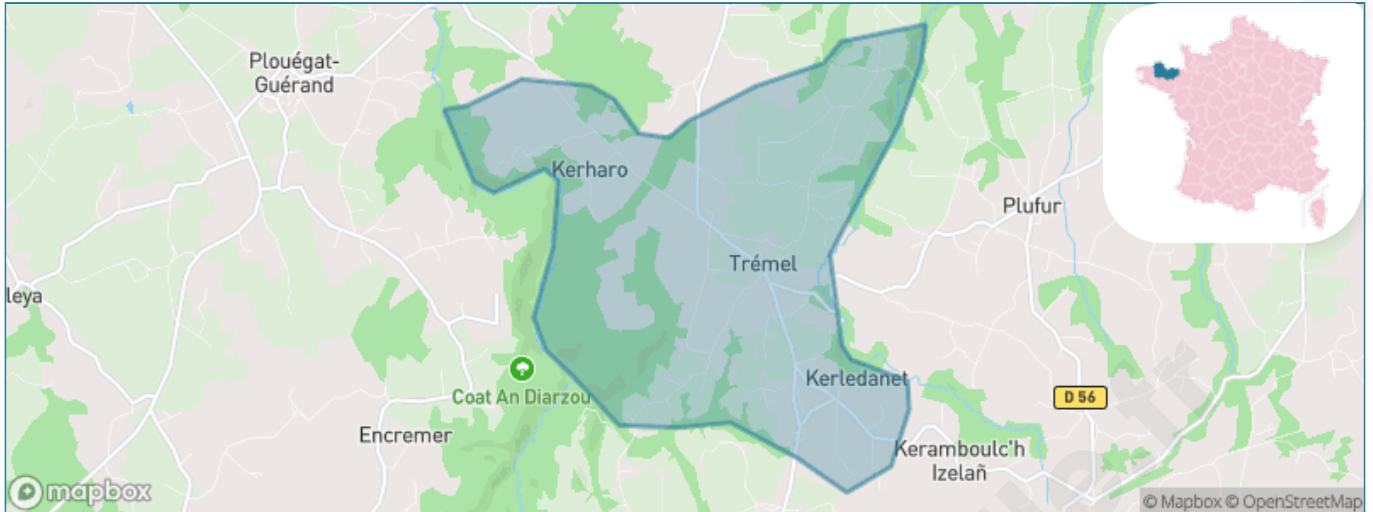 Plouégat-
Guérand
Kerharo
Plufur
Trémel
leya
Coat An Diarzou
Kerledanet
D 56
Encremer
Keramboulc'h
Izelañ
mapbox
© Mapbox © OpenStreetMap